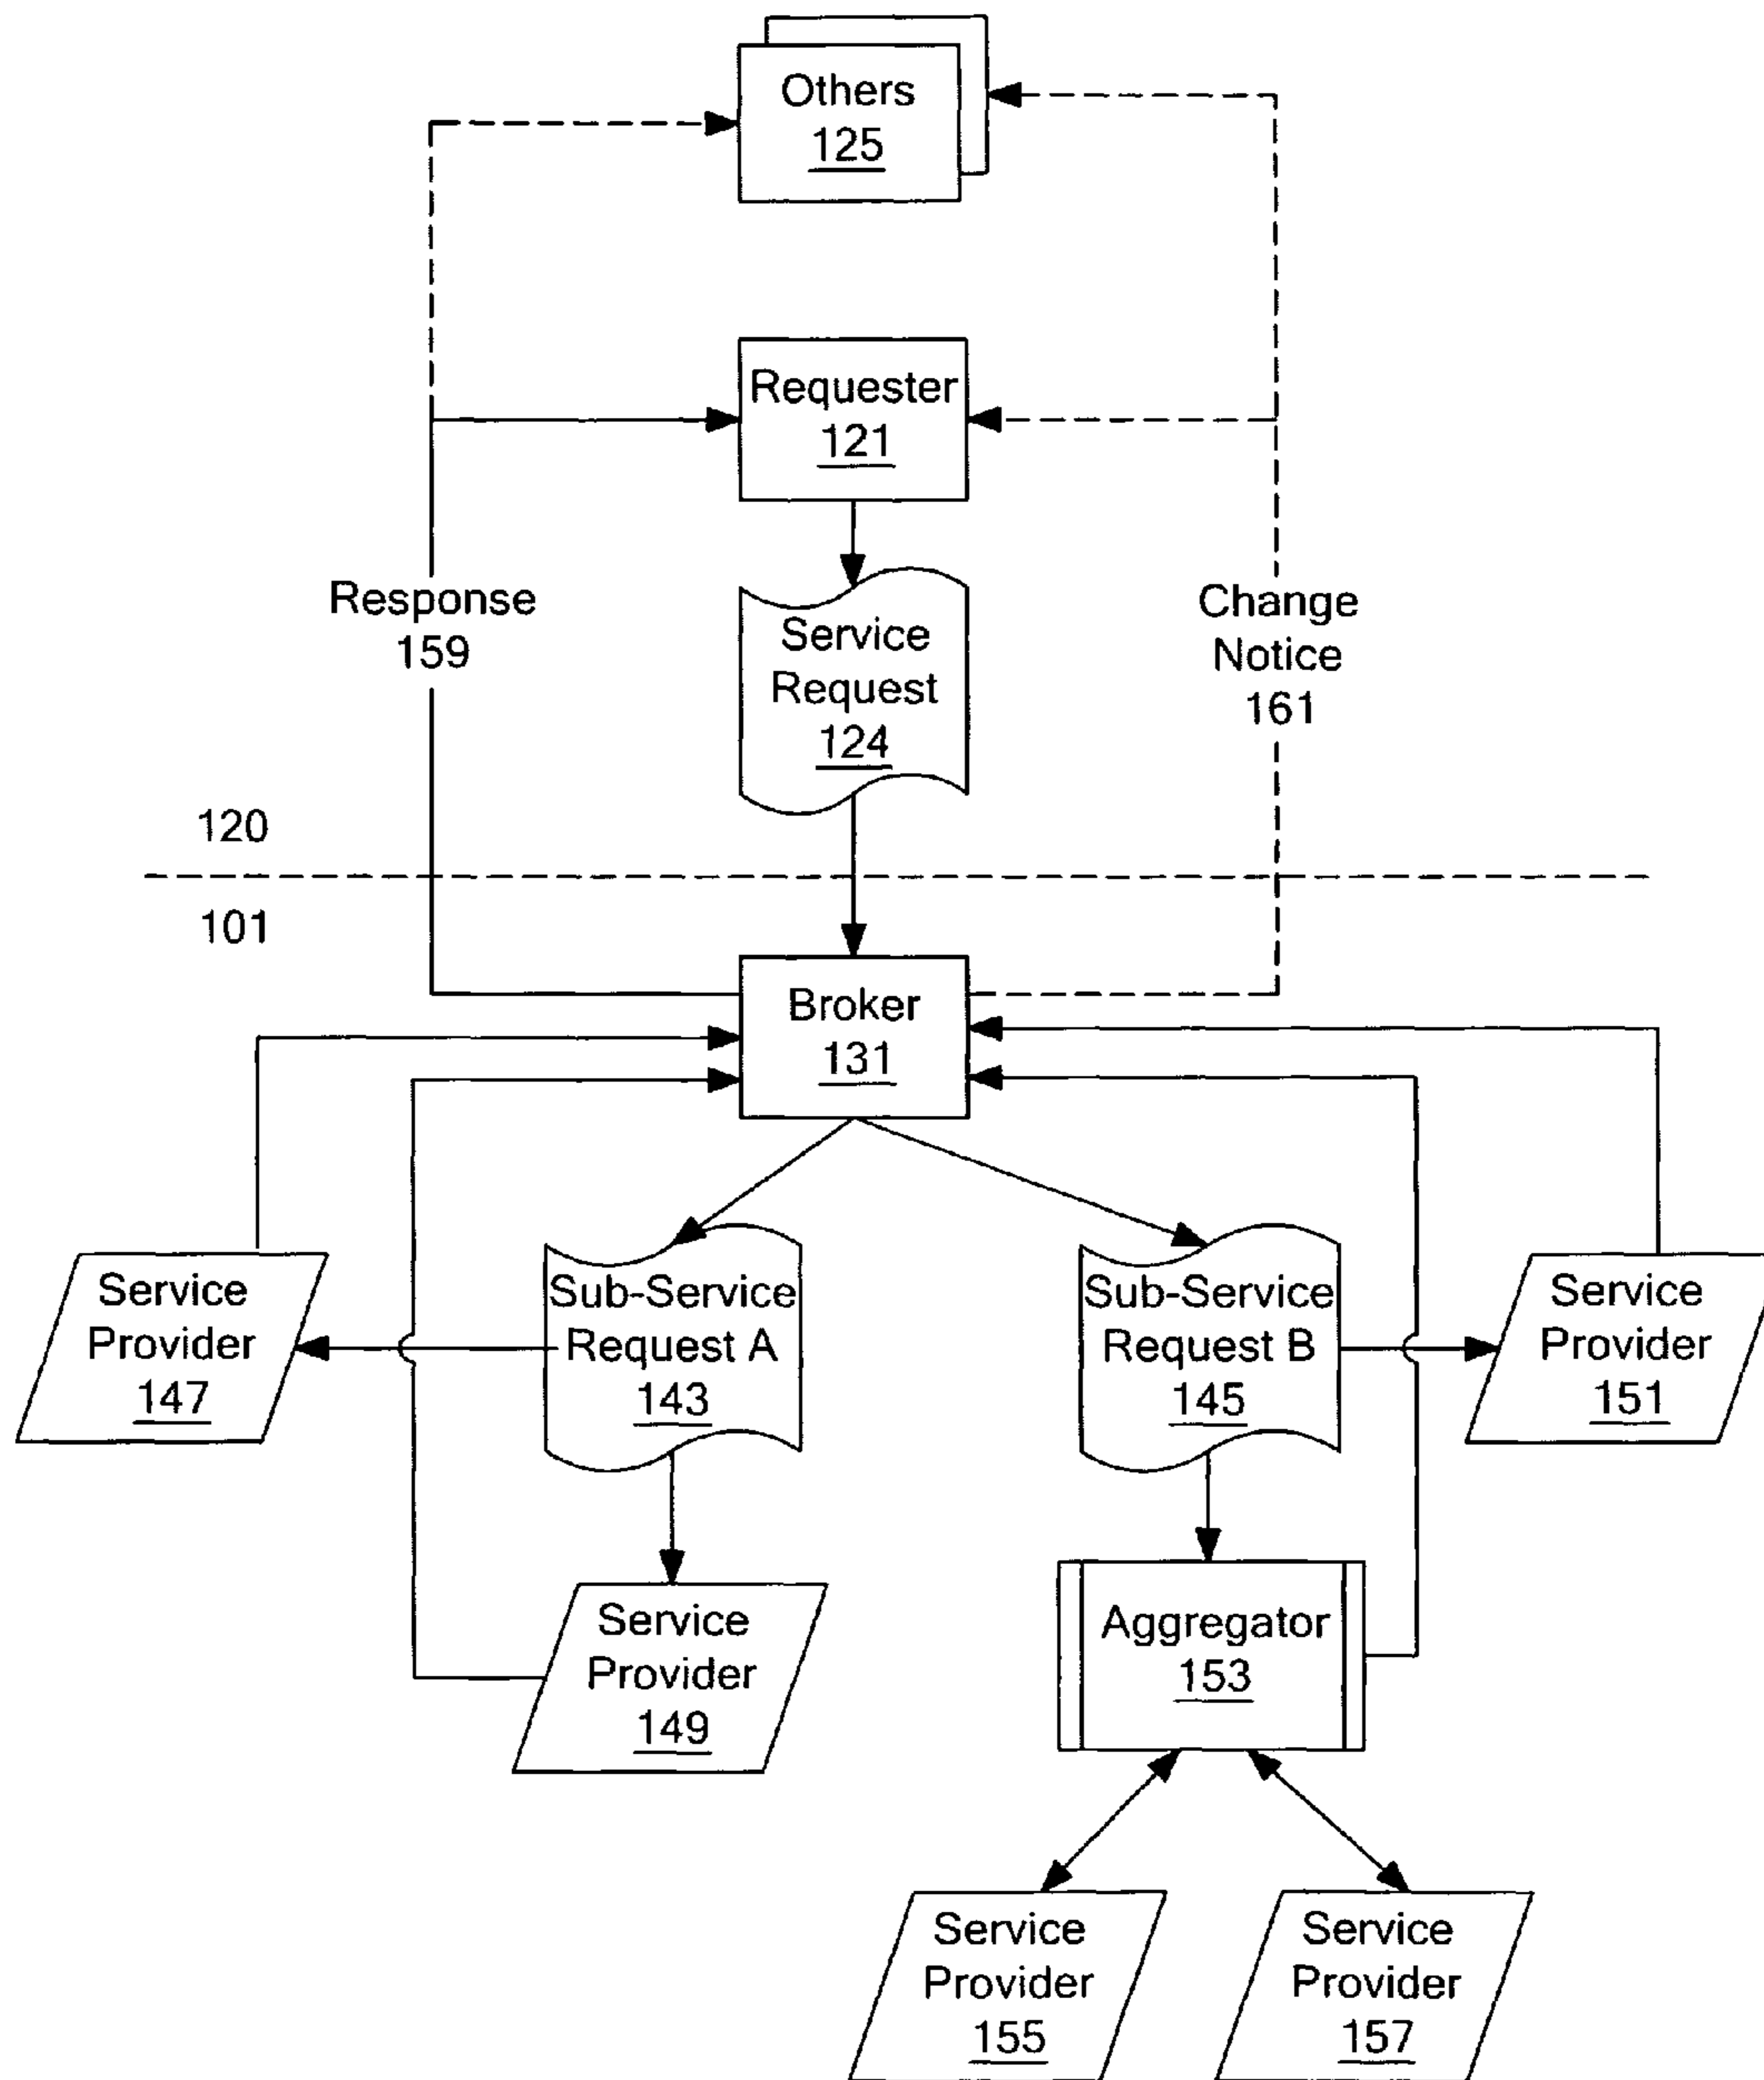 Others
125
Requester
121
Response
159
Service
Request
124
Change
Notice
161
120
101
Broker
131
Service
Provider
147
Sub-Service
Request A
143
Sub-Service
Request B
145
Service
Provider
151
Service
Provider
149
Aggregator
153
Service
Provider
155
Service
Provider
157